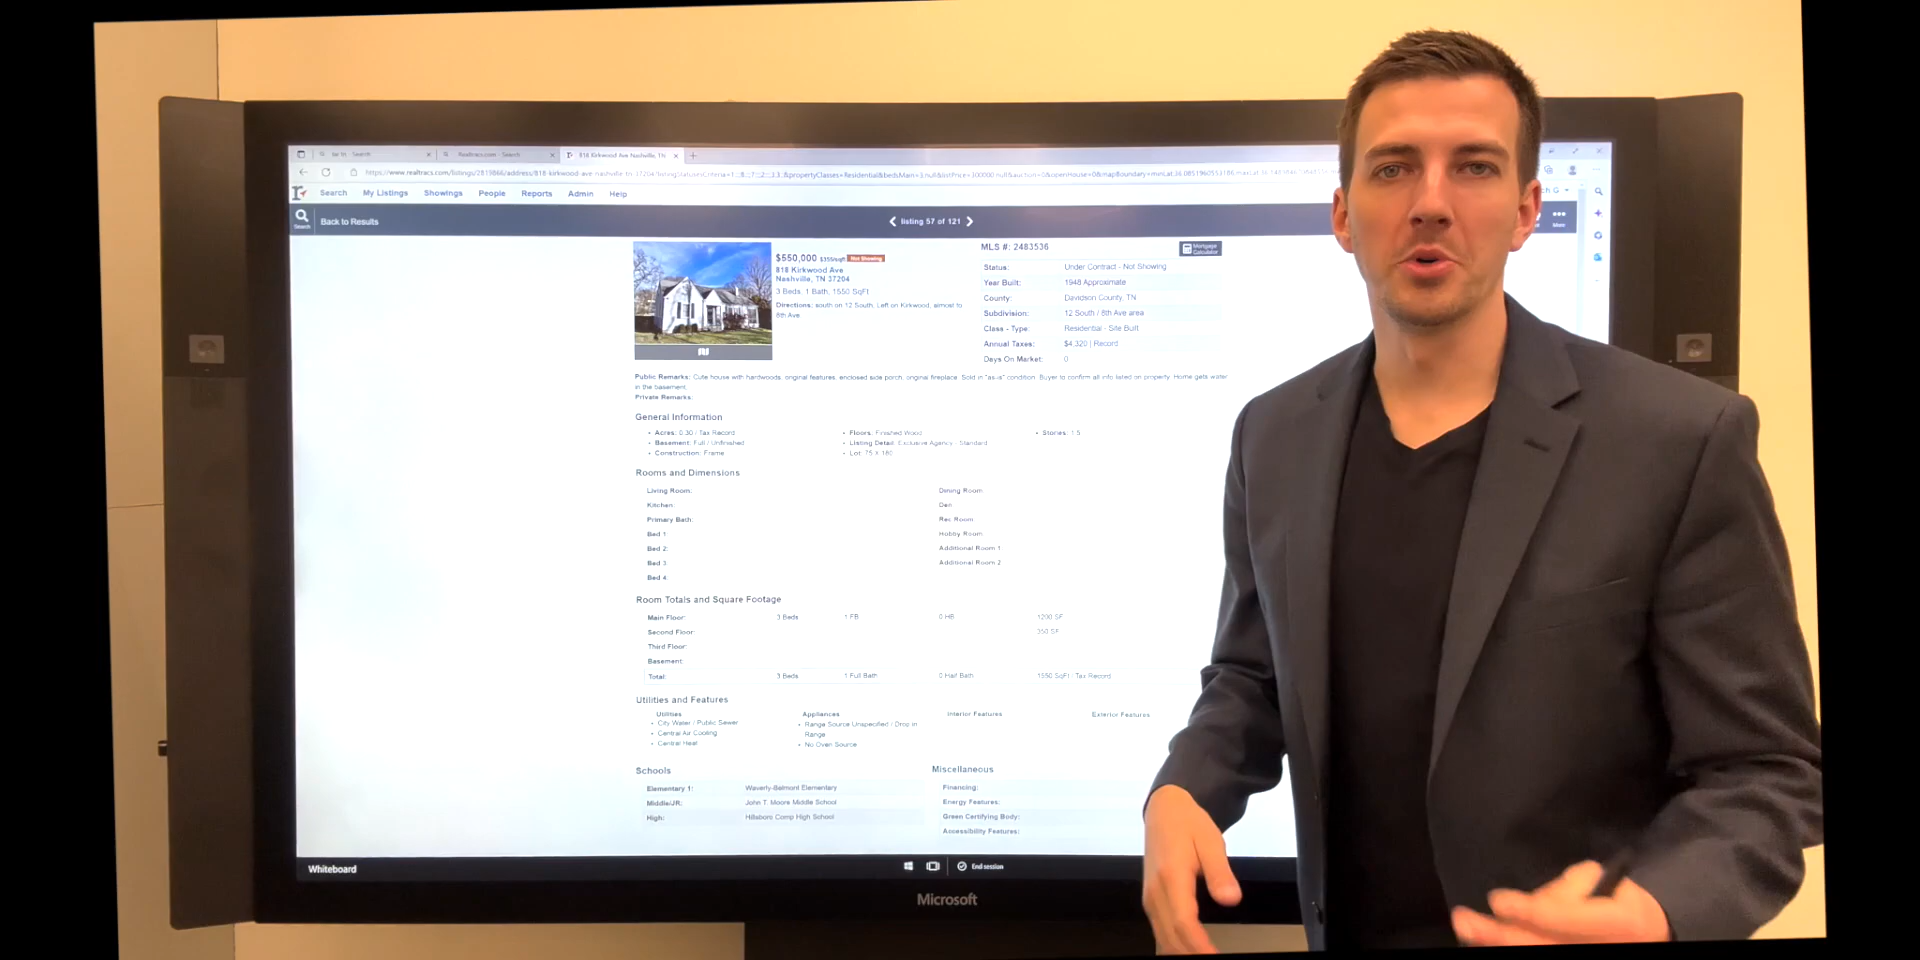 818 Kirkwood Ave Nashville, TN
Search My Listings Showings People Reports Admin Help
Search Back to Results listing 57 of 121 More
$550,000 $355/sqft Not Showing
818 Kirkwood Ave
Nashville, TN 37204
3 Beds 1 Bath, 1550 SqFt
Directions: south on 12 South. Left on Kirkwood, almost to
8th Ave
MLS #: 2483536
Mortgage Calculator
Status: Under Contract - Not Showing
Year Built: 1948 Approximate
County: Davidson County, TN
Subdivision: 12 South / 8th Ave area
Class - Type: Residential - Site Built
Annual Taxes: $4,320 | Record
Days On Market: 0
Public Remarks: Cute house with hardwoods, original features, enclosed side porch, original fireplace. Sold in "as-is" condition. Buyer to confirm all info listed on property. Home gets water
in the basement.
Private Remarks:
General Information
• Acres: 0.30 / Tax Record
• Basement: Full / Unfinished
• Construction: Frame
• Floors: Finished Wood
• Listing Detail: Exclusive Agency - Standard
• Lot: 75 X 180
• Stories: 1.5
Rooms and Dimensions
Living Room:
Kitchen:
Primary Bath:
Bed 1:
Bed 2:
Bed 3
Bed 4:
Dining Room
Den
Rec Room
Hobby Room
Additional Room 1
Additional Room 2
Room Totals and Square Footage
Main Floor: 3 Beds 1 FB 0 HB 1200 SF
Second Floor: 350 SF
Third Floor:
Basement:
Total: 3 Beds 1 Full Bath 0 Half Bath 1550 SqFt / Tax Record
Utilities and Features
Utilities
• City Water / Public Sewer
• Central Air Cooling
• Central Heat
Appliances
• Range Source Unspecified / Drop in
Range
• No Oven Source
Interior Features
Exterior Features
Schools
Elementary 1: Waverly-Belmont Elementary
Middle/JR: John T. Moore Middle School
High: Hillsboro Comp High School
Miscellaneous
Financing:
Energy Features:
Green Certifying Body:
Accessibility Features:
Whiteboard End session
Microsoft